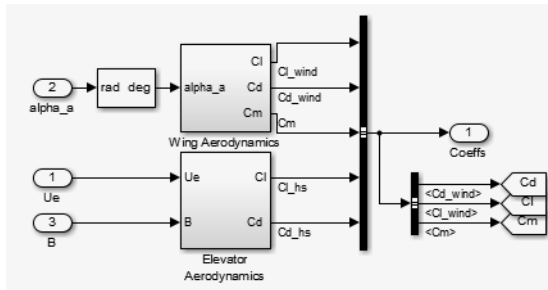 Cl
Cl_wind
2
rad deg
alpha_a
Cd
Cd_wind
alpha_a
Cm
Cm
Wing Aerodynamics
1
Coeffs
1
Ue
Cl
Cl_hs
Ue
Cd
<Cd_wind>
Cl
<Cl_wind>
Cm
<Cm>
3
B
Cd
Cd_hs
B
Elevator
Aerodynamics